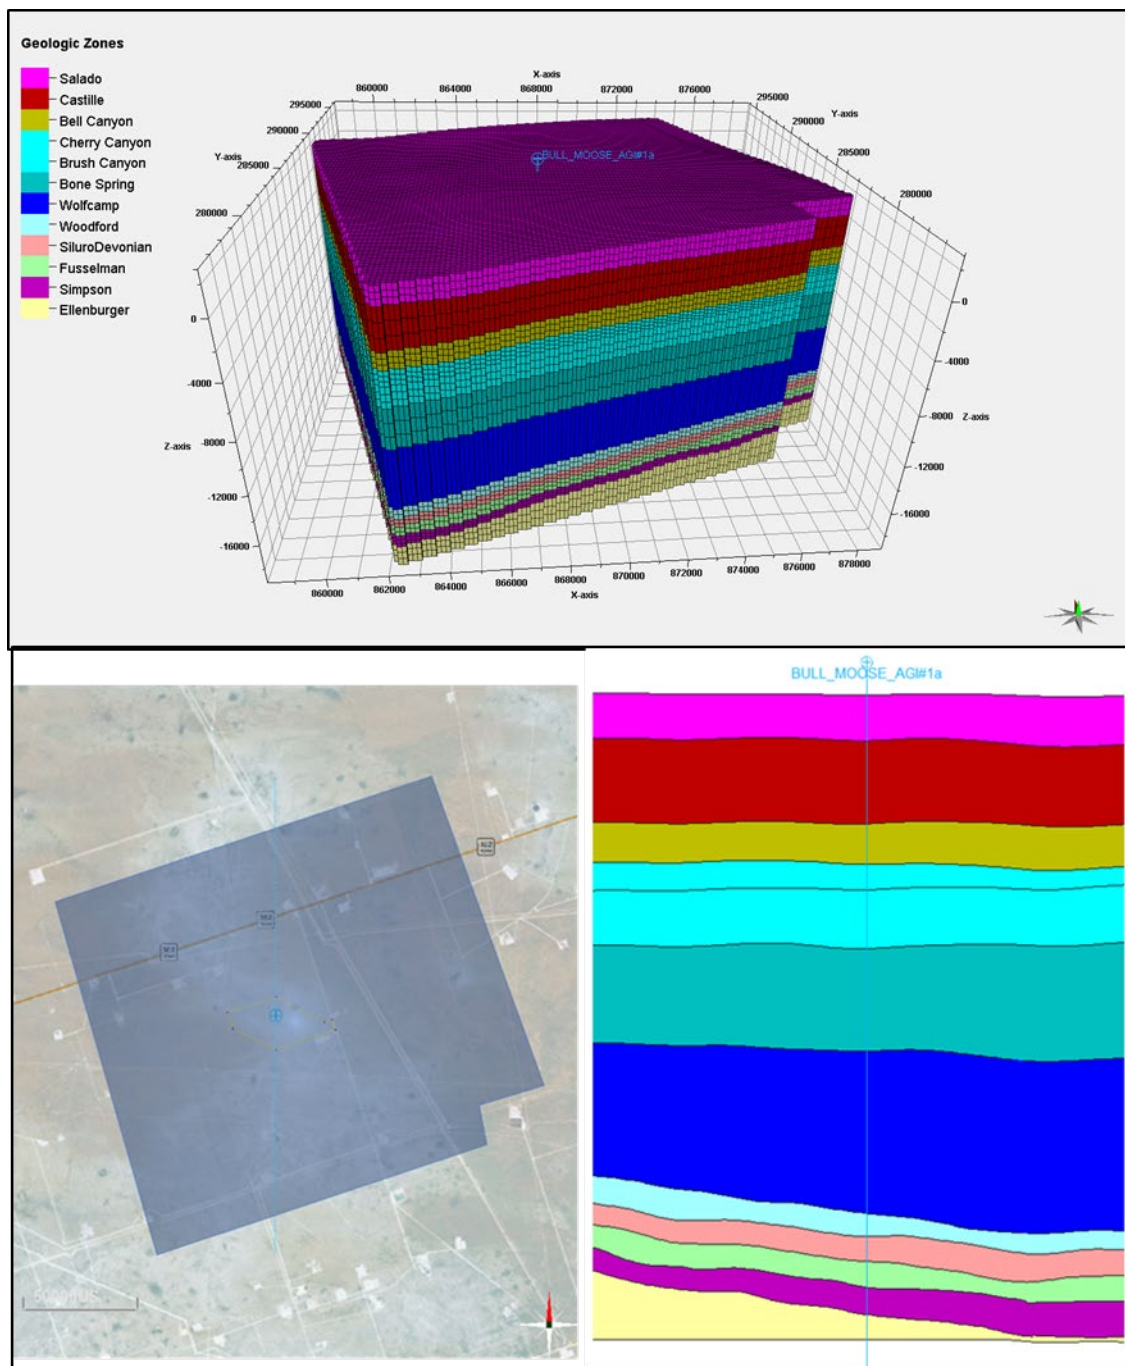 Geologic Zones
Salado
Castille
Bell Canyon
Cherry Canyon
Brush Canyon
Bone Spring
Wolfcamp
Woodford
SiluroDevonian
Fusselman
Simpson
Ellenburger
X-axis
860000 864000 868000 872000 876000
295000 295000
290000 290000
Y-axis Y-axis
285000 285000
280000 280000
BULL_MOOSE_AGI#1a
0 0
-4000 -4000
-8000 -8000
Z-axis Z-axis
-12000 -12000
-16000 -16000
860000 862000 864000 866000 868000 870000 872000 874000 876000 878000
X-axis
BULL_MOOSE_AGI#1a